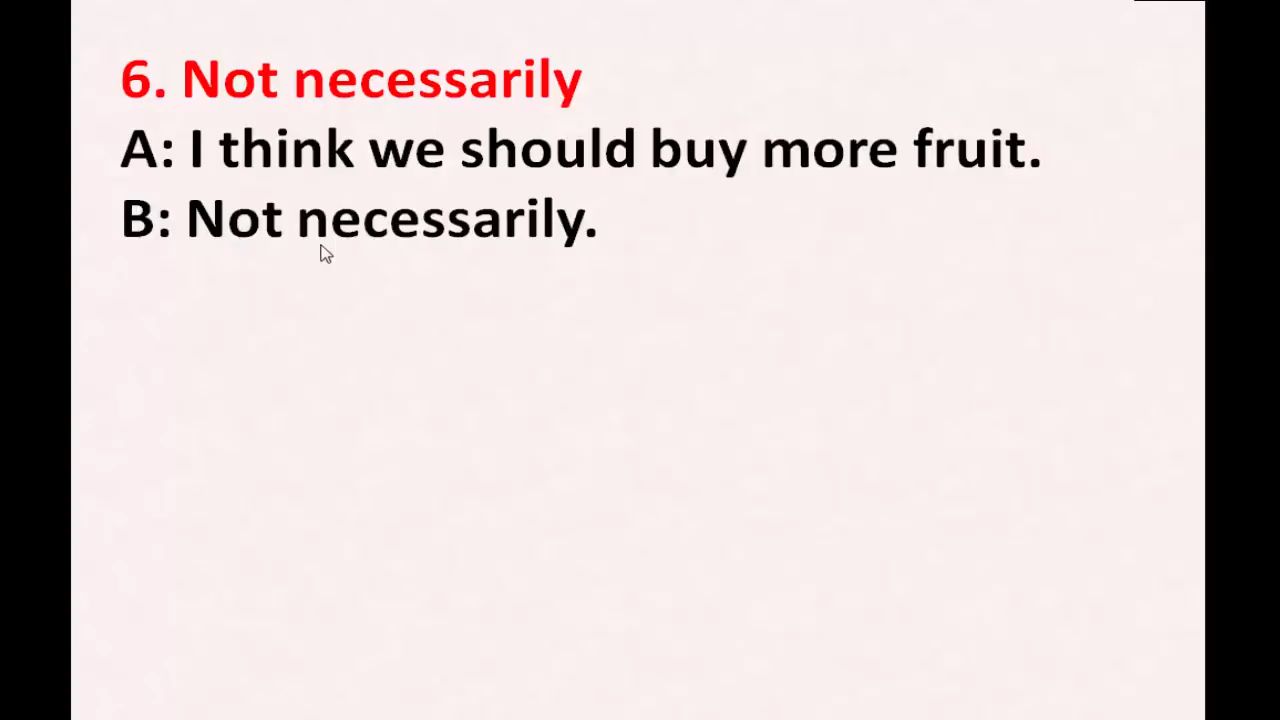 6. Not necessarily
A: I think we should buy more fruit.
B: Not necessarily.